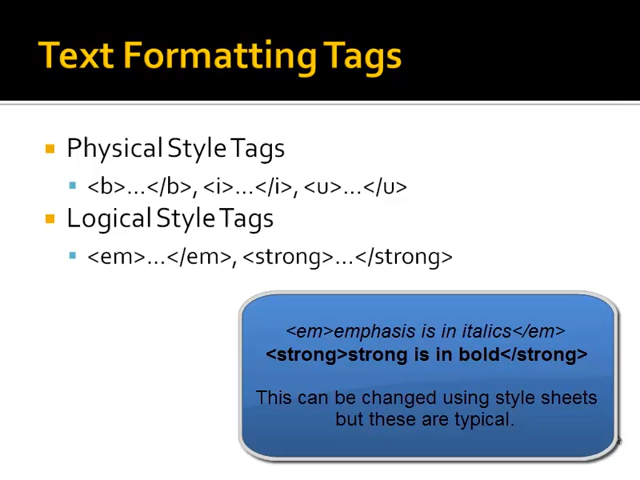 Text Formatting Tags
Physical Style Tags
<b>...</b>, <i>...</i>, <u>...</u>
Logical Style Tags
<em>...</em>, <strong>...</strong>
<em>emphasis is in italics</em>
<strong>strong is in bold</strong>
This can be changed using style sheets
but these are typical.